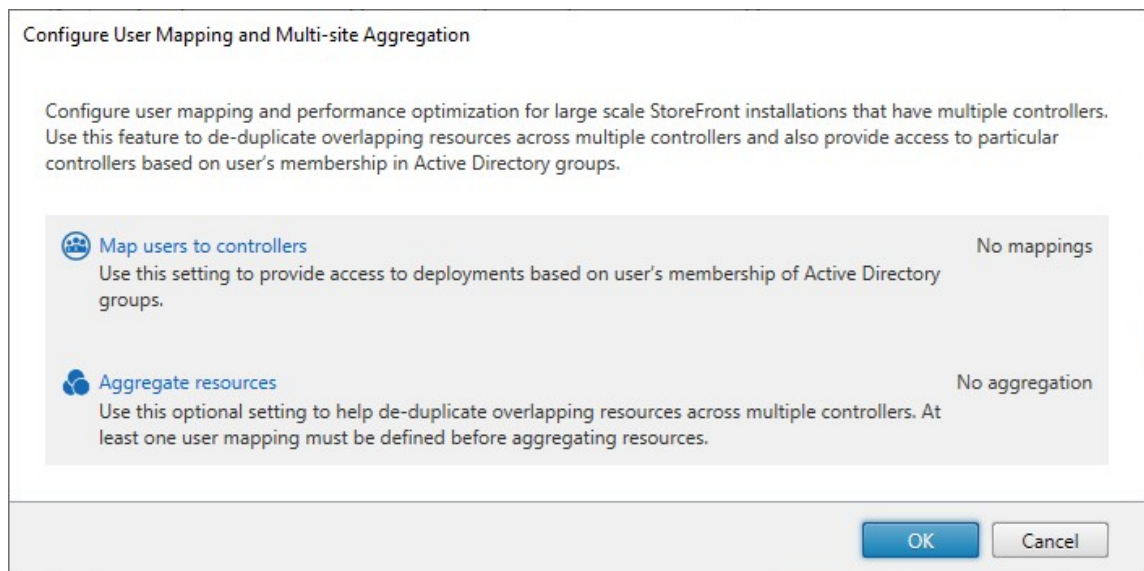 Configure User Mapping and Multi-site Aggregation
Configure user mapping and performance optimization for large scale StoreFront installations that have multiple controllers.
Use this feature to de-duplicate overlapping resources across multiple controllers and also provide access to particular
controllers based on user's membership in Active Directory groups.
Map users to controllers
No mappings
Use this setting to provide access to deployments based on user's membership of Active Directory
groups.
Aggregate resources
No aggregation
Use this optional setting to help de-duplicate overlapping resources across multiple controllers. At
least one user mapping must be defined before aggregating resources.
OK
Cancel